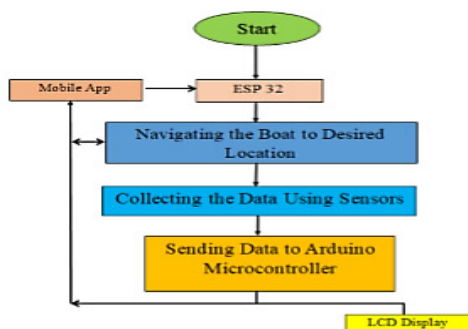 Start
Mobile App
ESP 32
Navigating the Boat to Desired
Location
Collecting the Data Using Sensors
Sending Data to Arduino
Microcontroller
LCD Display